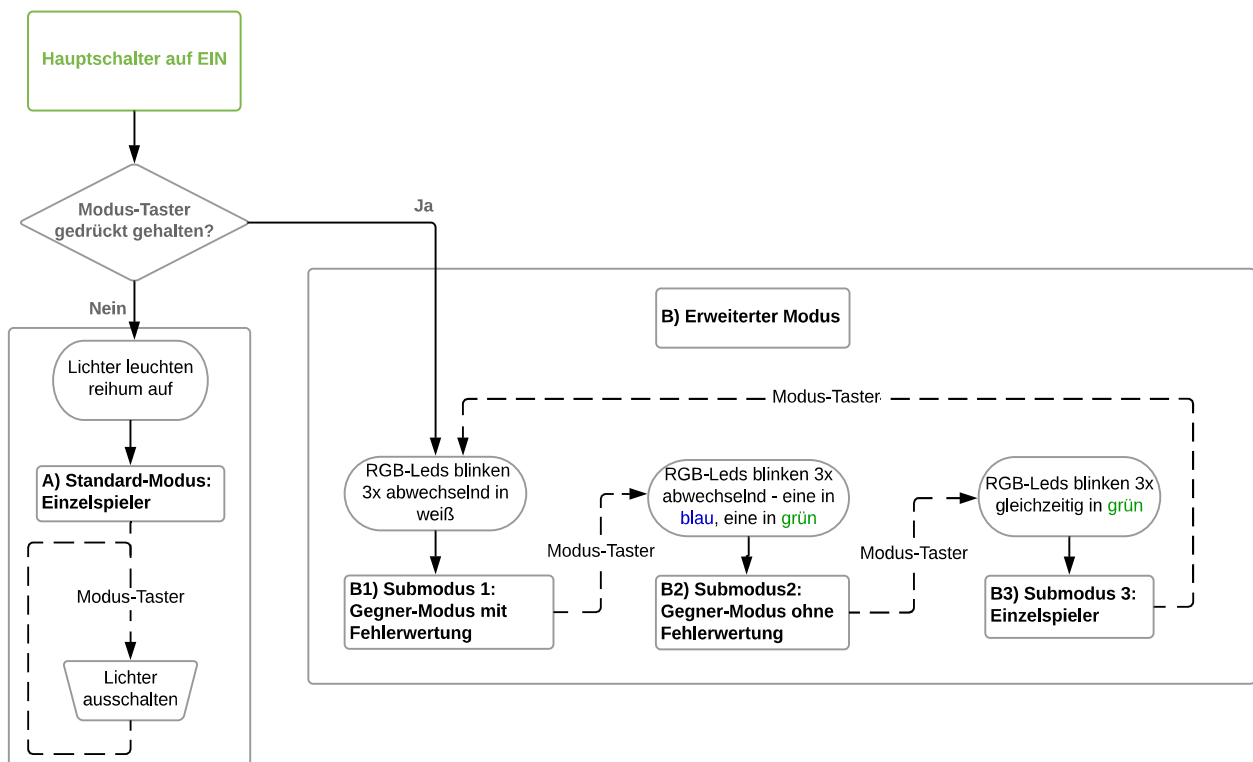 Hauptschalter auf EIN
Modus-Taster
gedrückt gehalten?
Ja
Nein
Lichter leuchten
reihum auf
A) Standard-Modus:
Einzelspieler
Modus-Taster
Lichter
ausschalten
B) Erweiterter Modus
Modus-Taster
RGB-Leds blinken
3x abwechselnd in
weiß
B1) Submodus 1:
Gegner-Modus mit
Fehlerwertung
Modus-Taster
RGB-Leds blinken 3x
abwechselnd - eine in
blau, eine in grün
B2) Submodus2:
Gegner-Modus ohne
Fehlerwertung
Modus-Taster
RGB-Leds blinken 3x
gleichzeitig in grün
B3) Submodus 3:
Einzelspieler